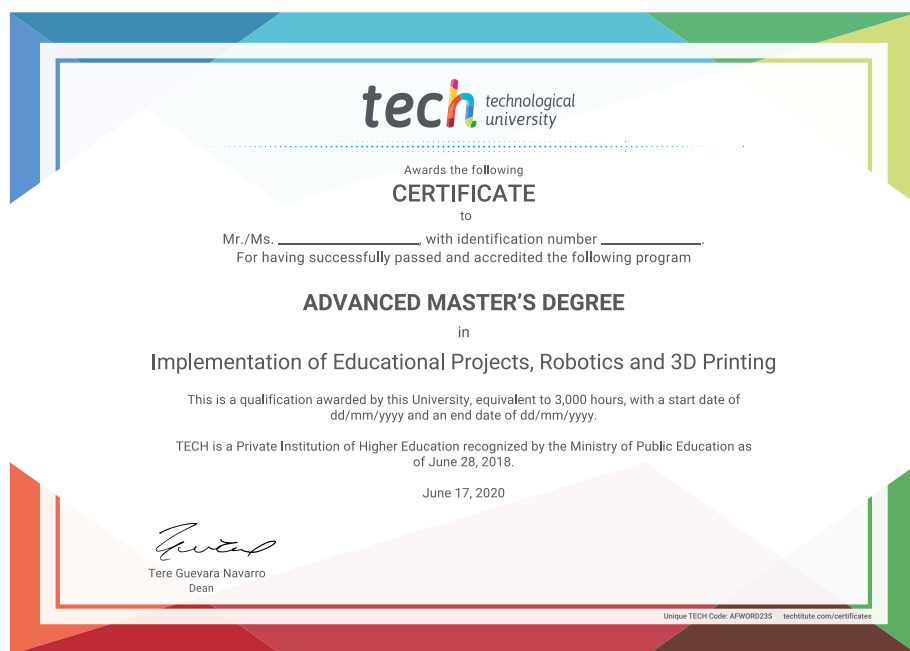 tech technological
university
Awards the following
CERTIFICATE
to
Mr./Ms. ________________, with identification number ____________.
For having successfully passed and accredited the following program
ADVANCED MASTER’S DEGREE
in
Implementation of Educational Projects, Robotics and 3D Printing
This is a qualification awarded by this University, equivalent to 3,000 hours, with a start date of
dd/mm/yyyy and an end date of dd/mm/yyyy.
TECH is a Private Institution of Higher Education recognized by the Ministry of Public Education as
of June 28, 2018.
June 17, 2020
Tere Guevara Navarro
Dean
Unique TECH Code: AFWORD23S techtitute.com/certificates